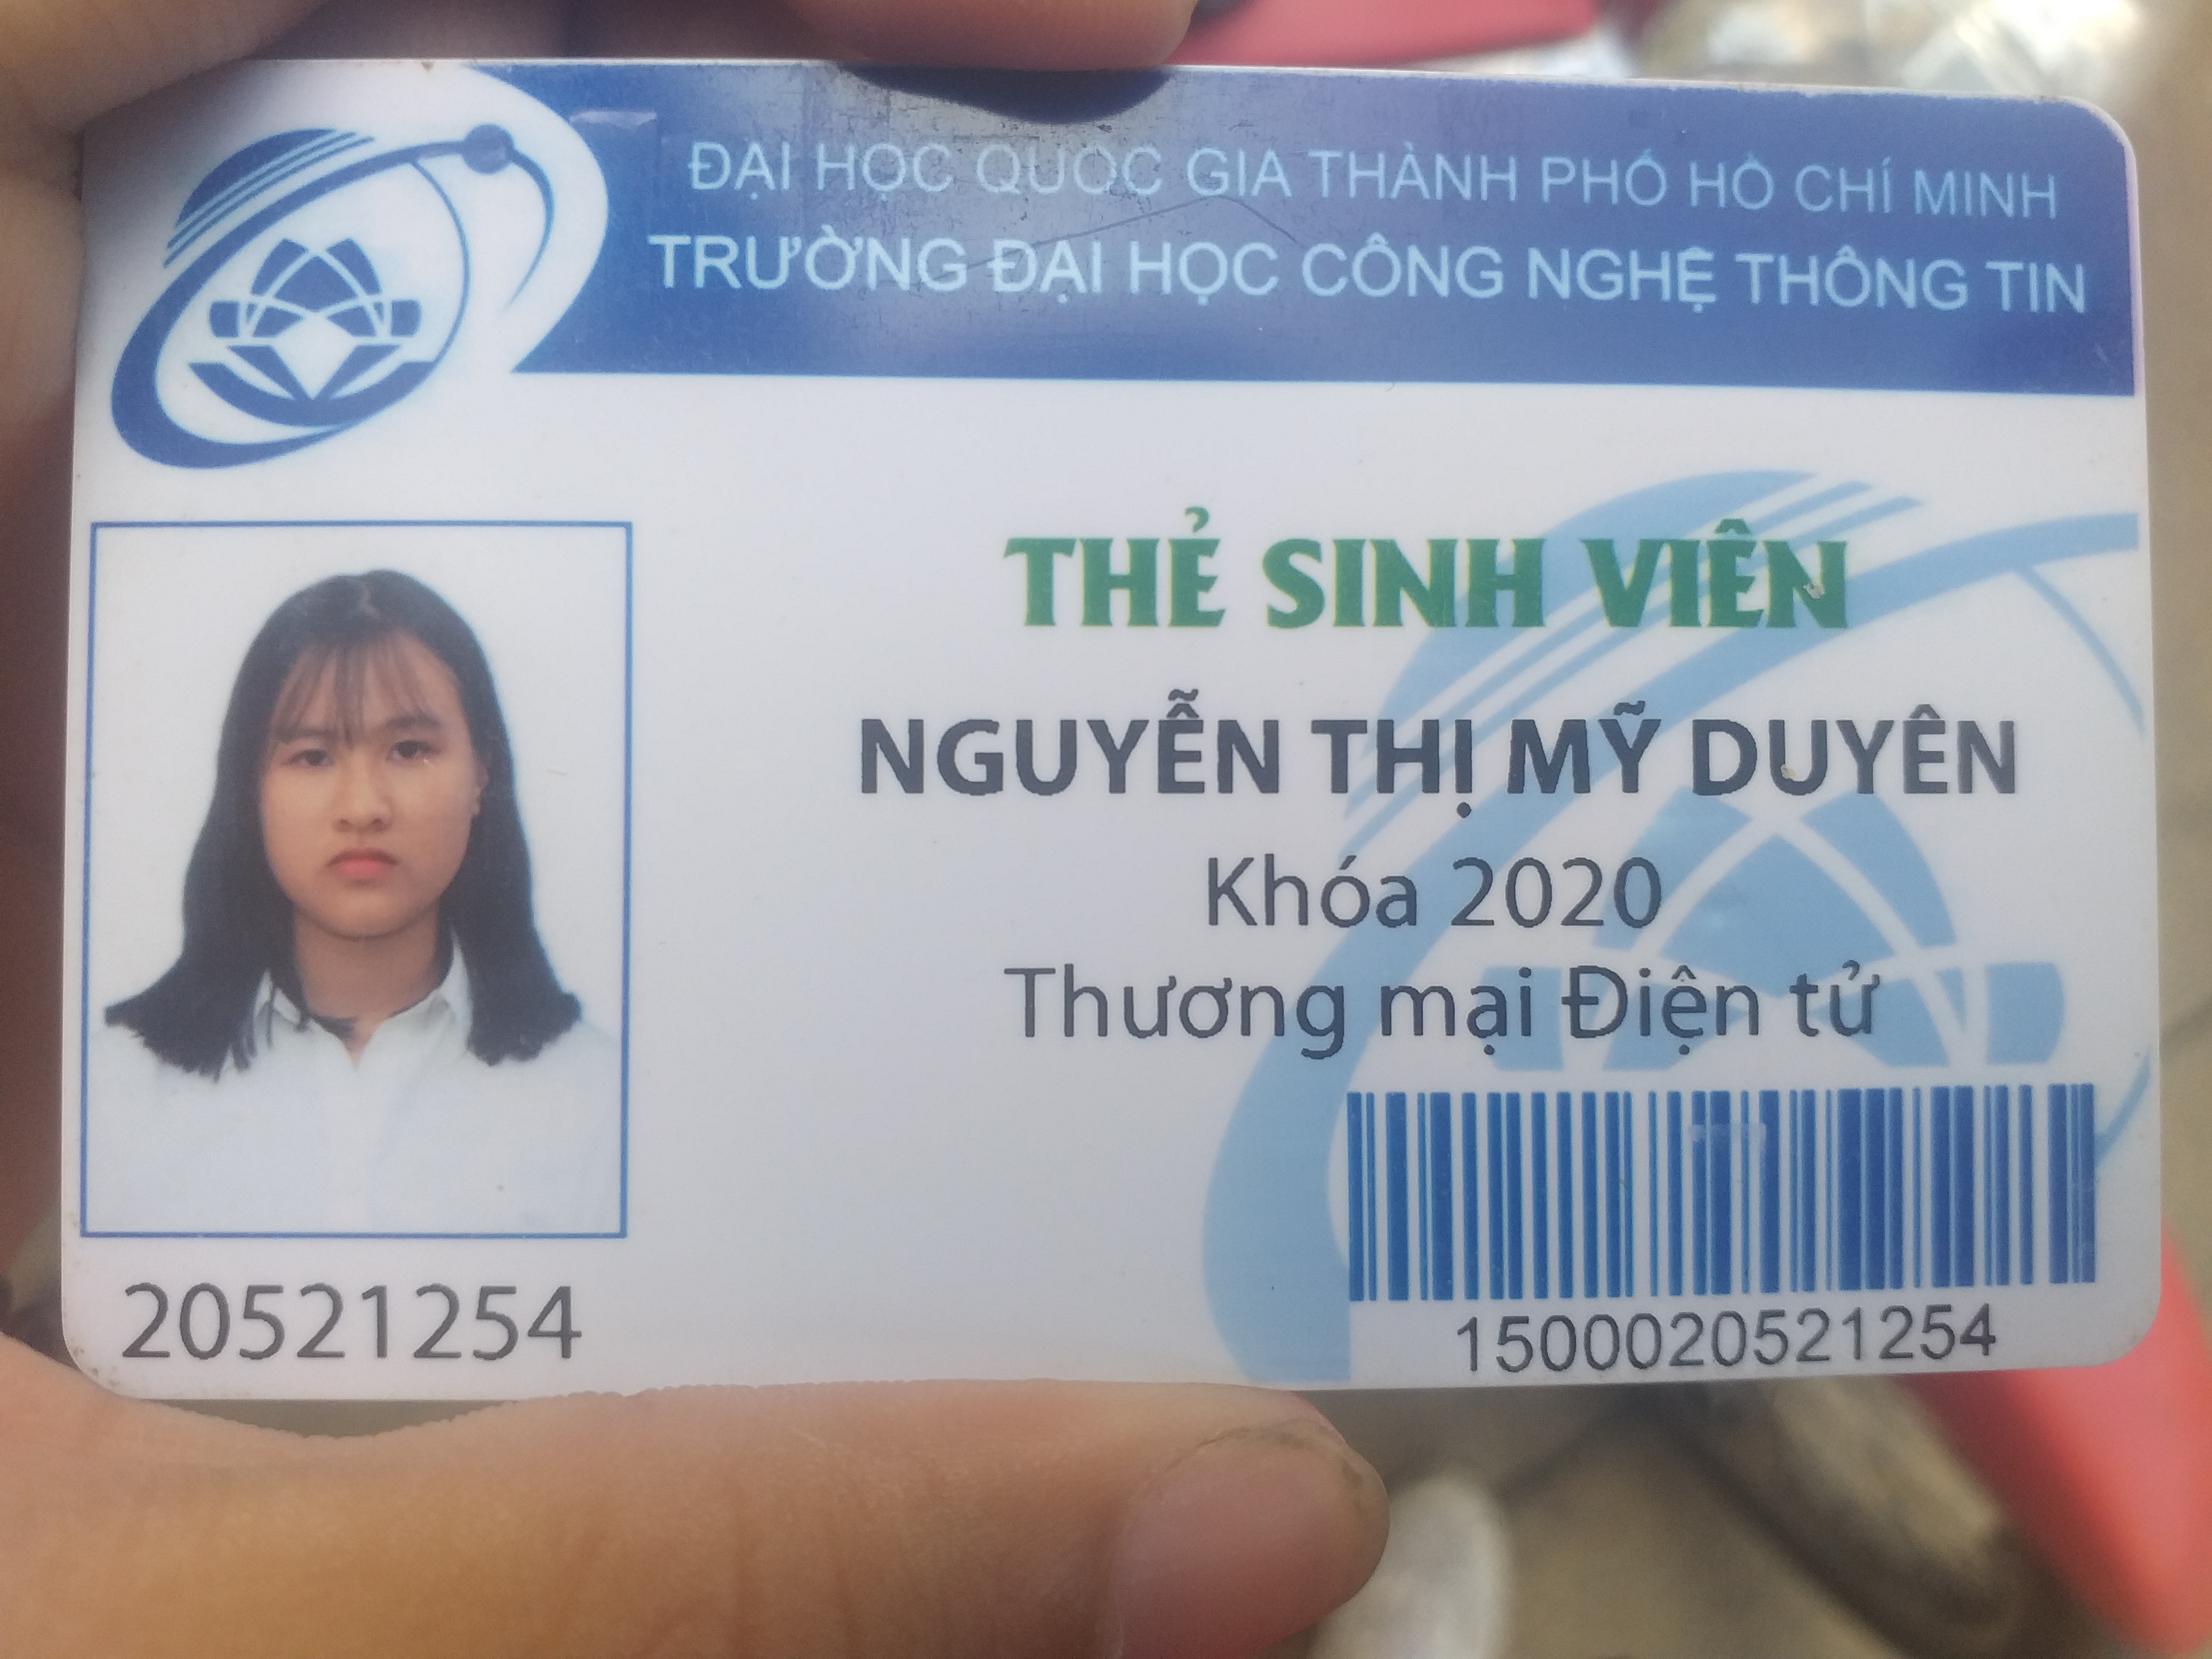 ĐẠI HỌC QUỐC GIA THÀNH PHỐ HỒ CHÍ MINH
TRƯỜNG ĐẠI HỌC CÔNG NGHỆ THÔNG TIN
THẺ SINH VIÊN
NGUYỄN THỊ MỸ DUYÊN
Khóa 2020
Thương mại Điện tử
20521254
1500020521254